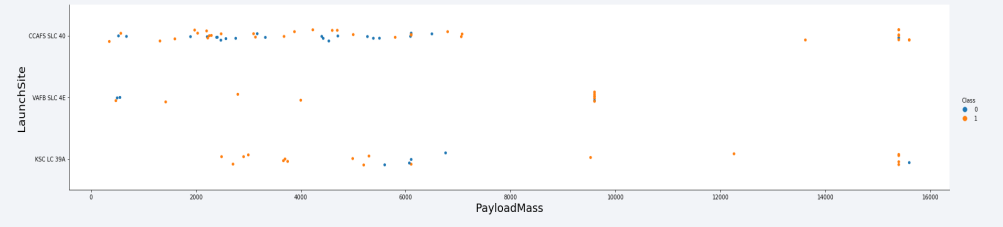 LaunchSite
CCAFS SLC 40
VAFB SLC 4E
KSC LC 39A
0 2000 4000 6000 8000 10000 12000 14000 16000
PayloadMass
Class
0
1